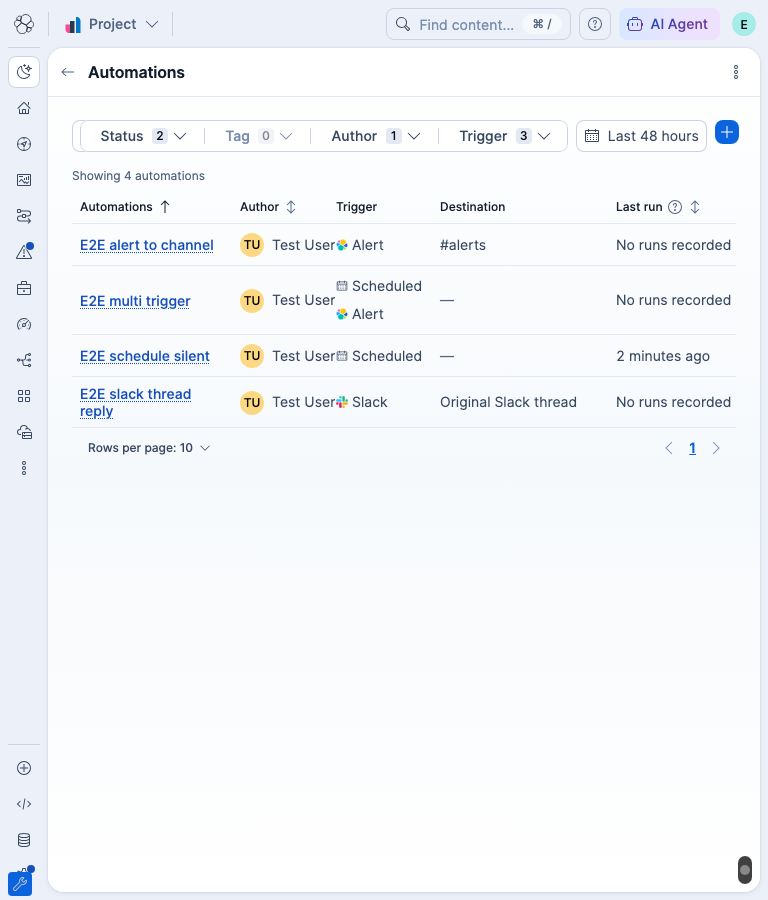 Project
Find content... ⌘ /
AI Agent
E
Automations
Status 2
Tag 0
Author 1
Trigger 3
Last 48 hours
Showing 4 automations
Automations Author Trigger Destination Last run
E2E alert to channel TU Test User Alert #alerts No runs recorded
E2E multi trigger TU Test User Scheduled Alert — No runs recorded
E2E schedule silent TU Test User Scheduled — 2 minutes ago
E2E slack thread reply TU Test User Slack Original Slack thread No runs recorded
Rows per page: 10
1